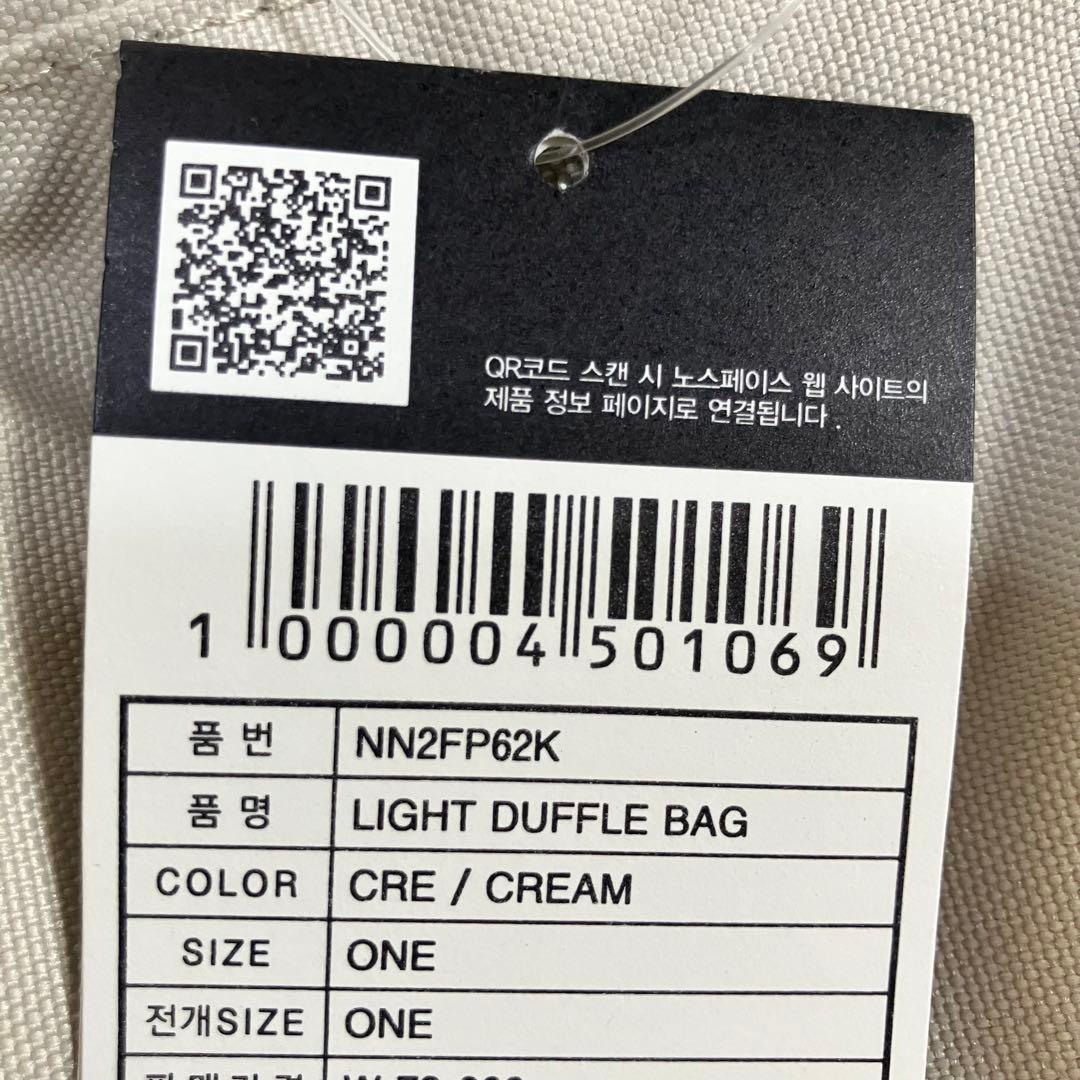 QR코드 스캔 시 노스페이스 웹 사이트의
제품 정보 페이지로 연결됩니다.
1 000004 501069
품 번 NN2FP62K
품 명 LIGHT DUFFLE BAG
COLOR CRE / CREAM
SIZE ONE
전개SIZE ONE